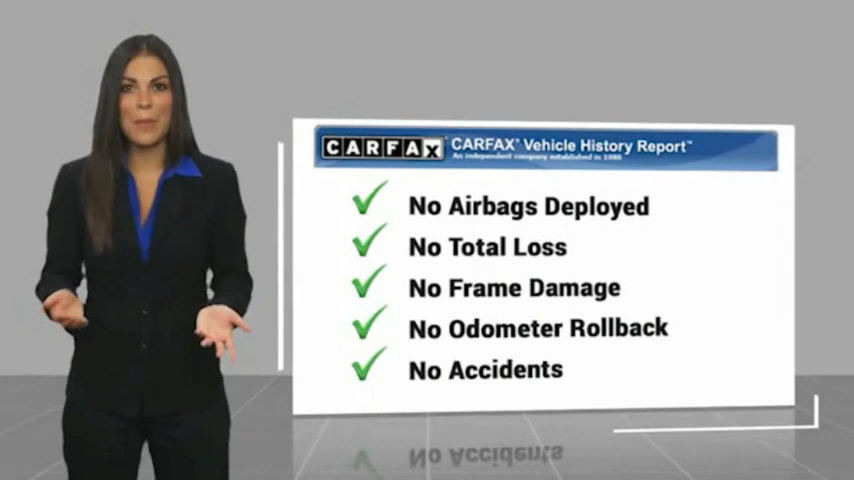 CARFAX CARFAX® Vehicle History Report™
An independent company established in 1986
No Airbags Deployed
No Total Loss
No Frame Damage
No Odometer Rollback
No Accidents
No Accidents